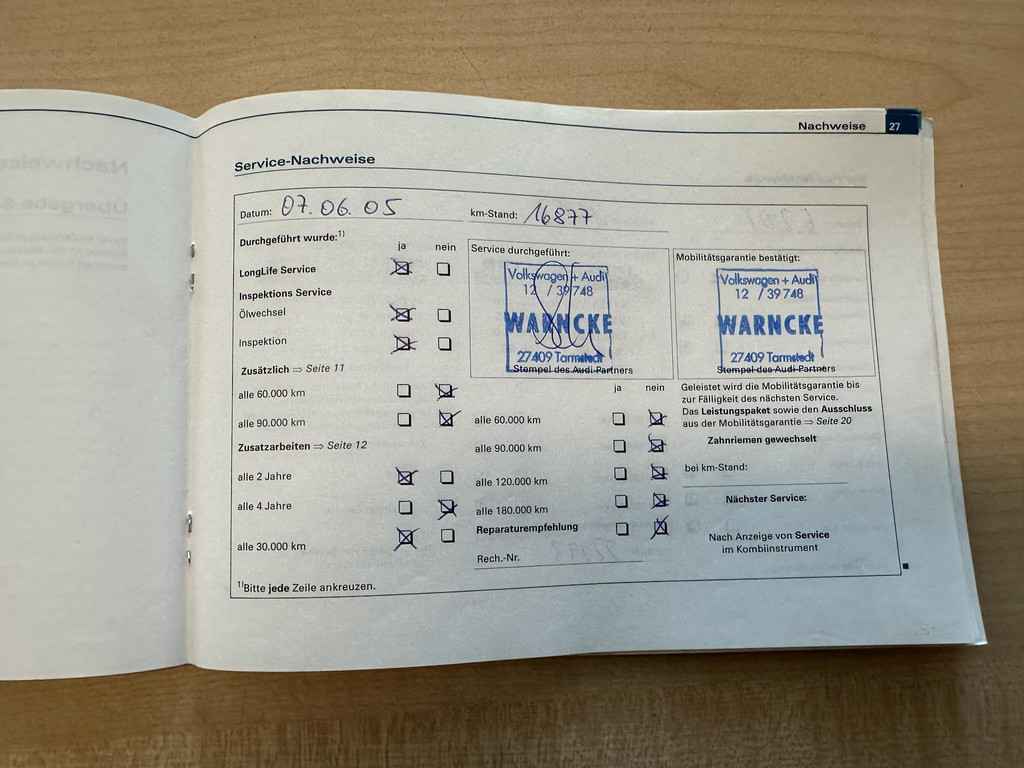 Nachweise 27
Service-Nachweise
Datum: 07.06.05 km-Stand: 16877
Durchgeführt wurde:1)
ja nein
LongLife Service
Inspektions Service
Ölwechsel
Inspektion
Zusätzlich ⇒ Seite 11
alle 60.000 km
alle 90.000 km
Zusatzarbeiten ⇒ Seite 12
alle 2 Jahre
alle 4 Jahre
alle 30.000 km
1)Bitte jede Zeile ankreuzen.
Service durchgeführt:
Volkswagen + Audi
12 / 39 748
WARNCKE
27409 Tarmstedt
Stempel des Audi-Partners
ja nein
alle 60.000 km
alle 90.000 km
alle 120.000 km
alle 180.000 km
Reparaturempfehlung
Rech.-Nr.
Mobilitätsgarantie bestätigt:
Volkswagen + Audi
12 / 39 748
WARNCKE
27409 Tarmstedt
Stempel des Audi-Partners
Geleistet wird die Mobilitätsgarantie bis
zur Fälligkeit des nächsten Service.
Das Leistungspaket sowie den Ausschluss
aus der Mobilitätsgarantie ⇒ Seite 20
Zahnriemen gewechselt
bei km-Stand:
Nächster Service:
Nach Anzeige von Service
im Kombiinstrument